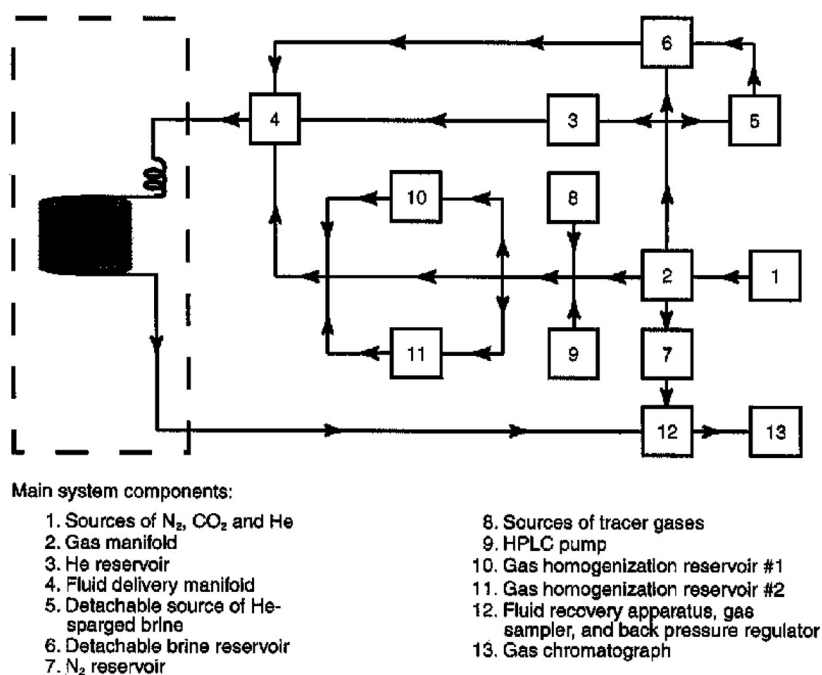 6
4
3
5
10
8
2
1
11
9
7
12
13
Main system components:
1. Sources of N₂, CO₂ and He
2. Gas manifold
3. He reservoir
4. Fluid delivery manifold
5. Detachable source of He-
sparged brine
6. Detachable brine reservoir
7. N₂ reservoir
8. Sources of tracer gases
9. HPLC pump
10. Gas homogenization reservoir #1
11. Gas homogenization reservoir #2
12. Fluid recovery apparatus, gas
sampler, and back pressure regulator
13. Gas chromatograph